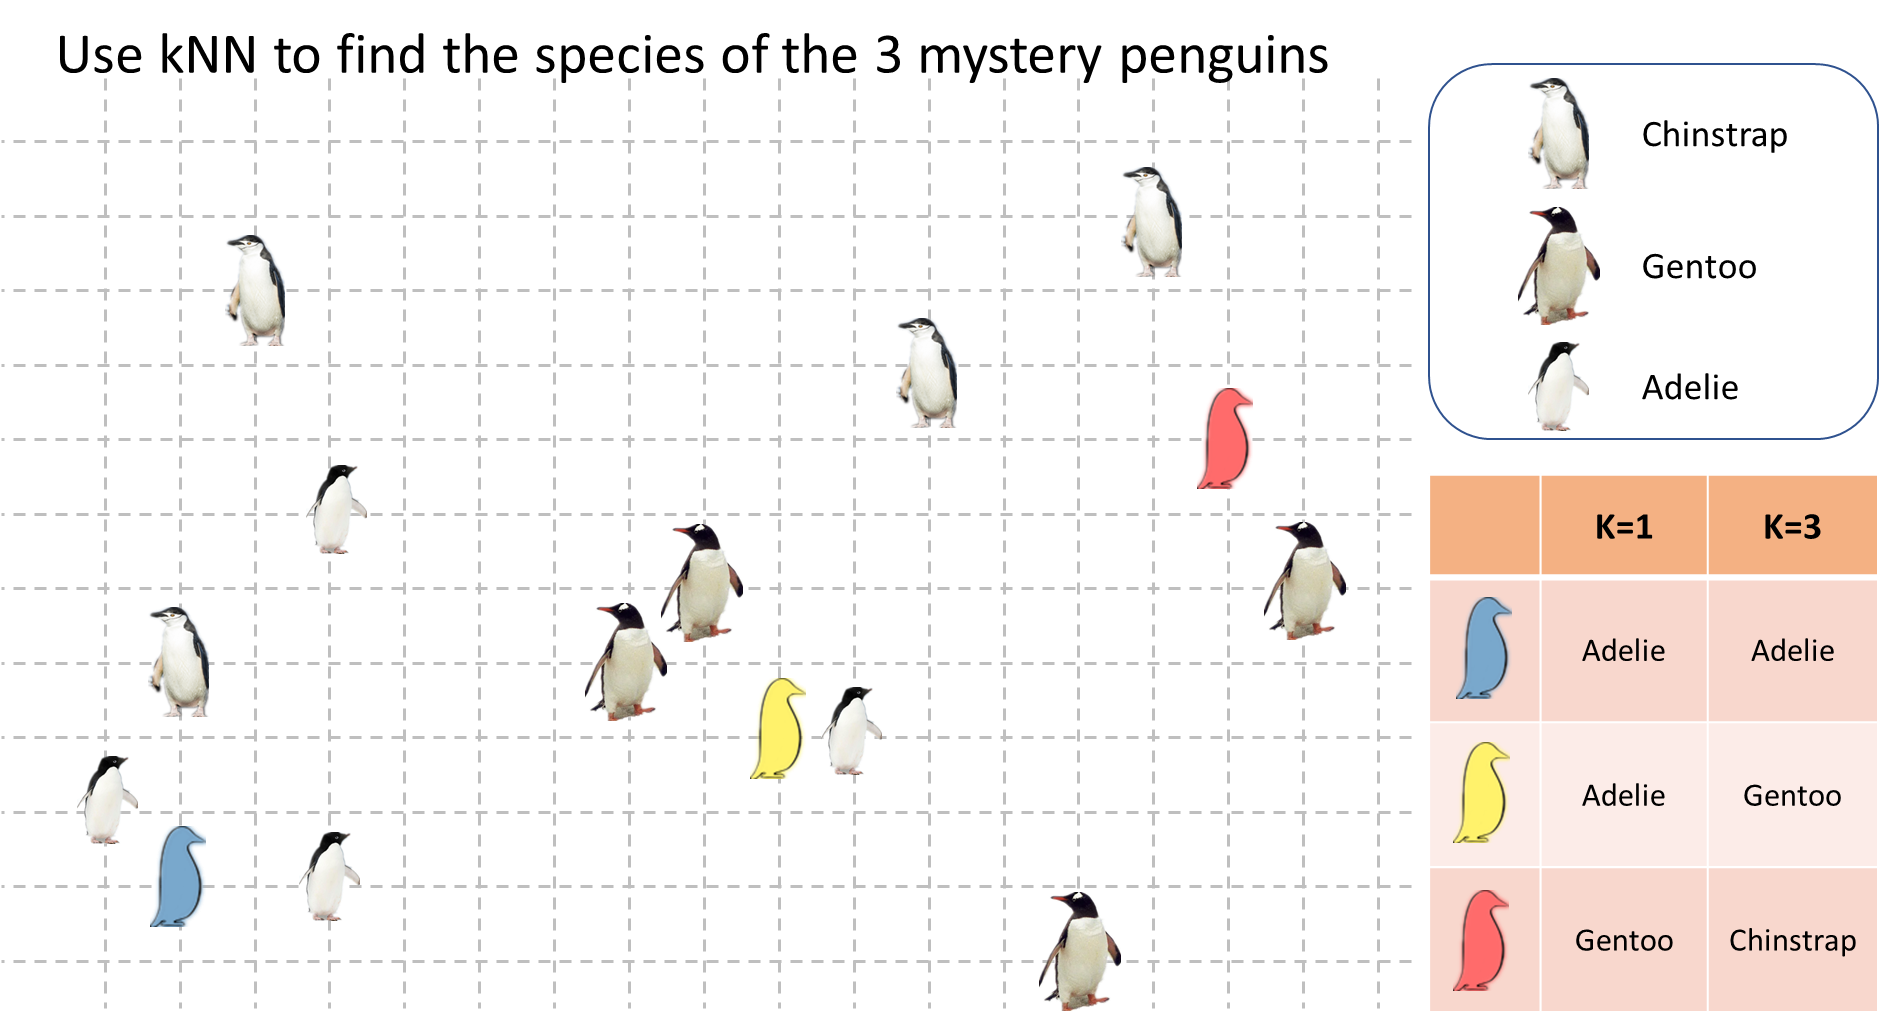 Use kNN to find the species of the 3 mystery penguins
Chinstrap
Gentoo
Adelie
K=1 K=3
Adelie Adelie
Adelie Gentoo
Gentoo Chinstrap